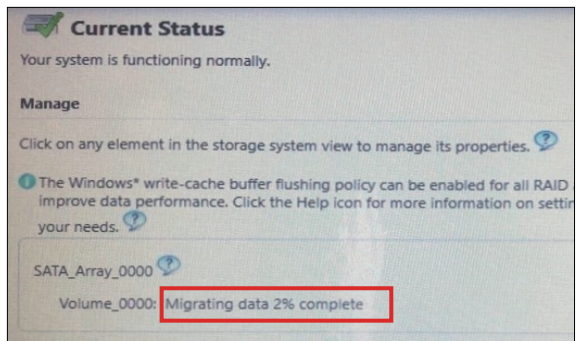 Current Status
Your system is functioning normally.
Manage
Click on any element in the storage system view to manage its properties.
The Windows* write-cache buffer flushing policy can be enabled for all RAID
improve data performance. Click the Help icon for more information on settin
your needs.
SATA_Array_0000
Volume_0000: Migrating data 2% complete